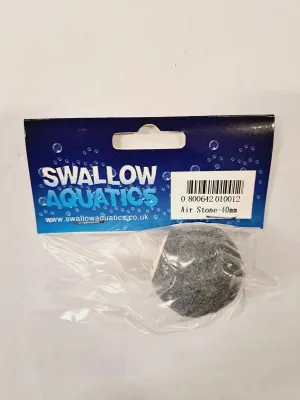 SWALLOW
AQUATICS
www.swallowaquatics.co.uk
0 800642 010012
Air Stone 40mm